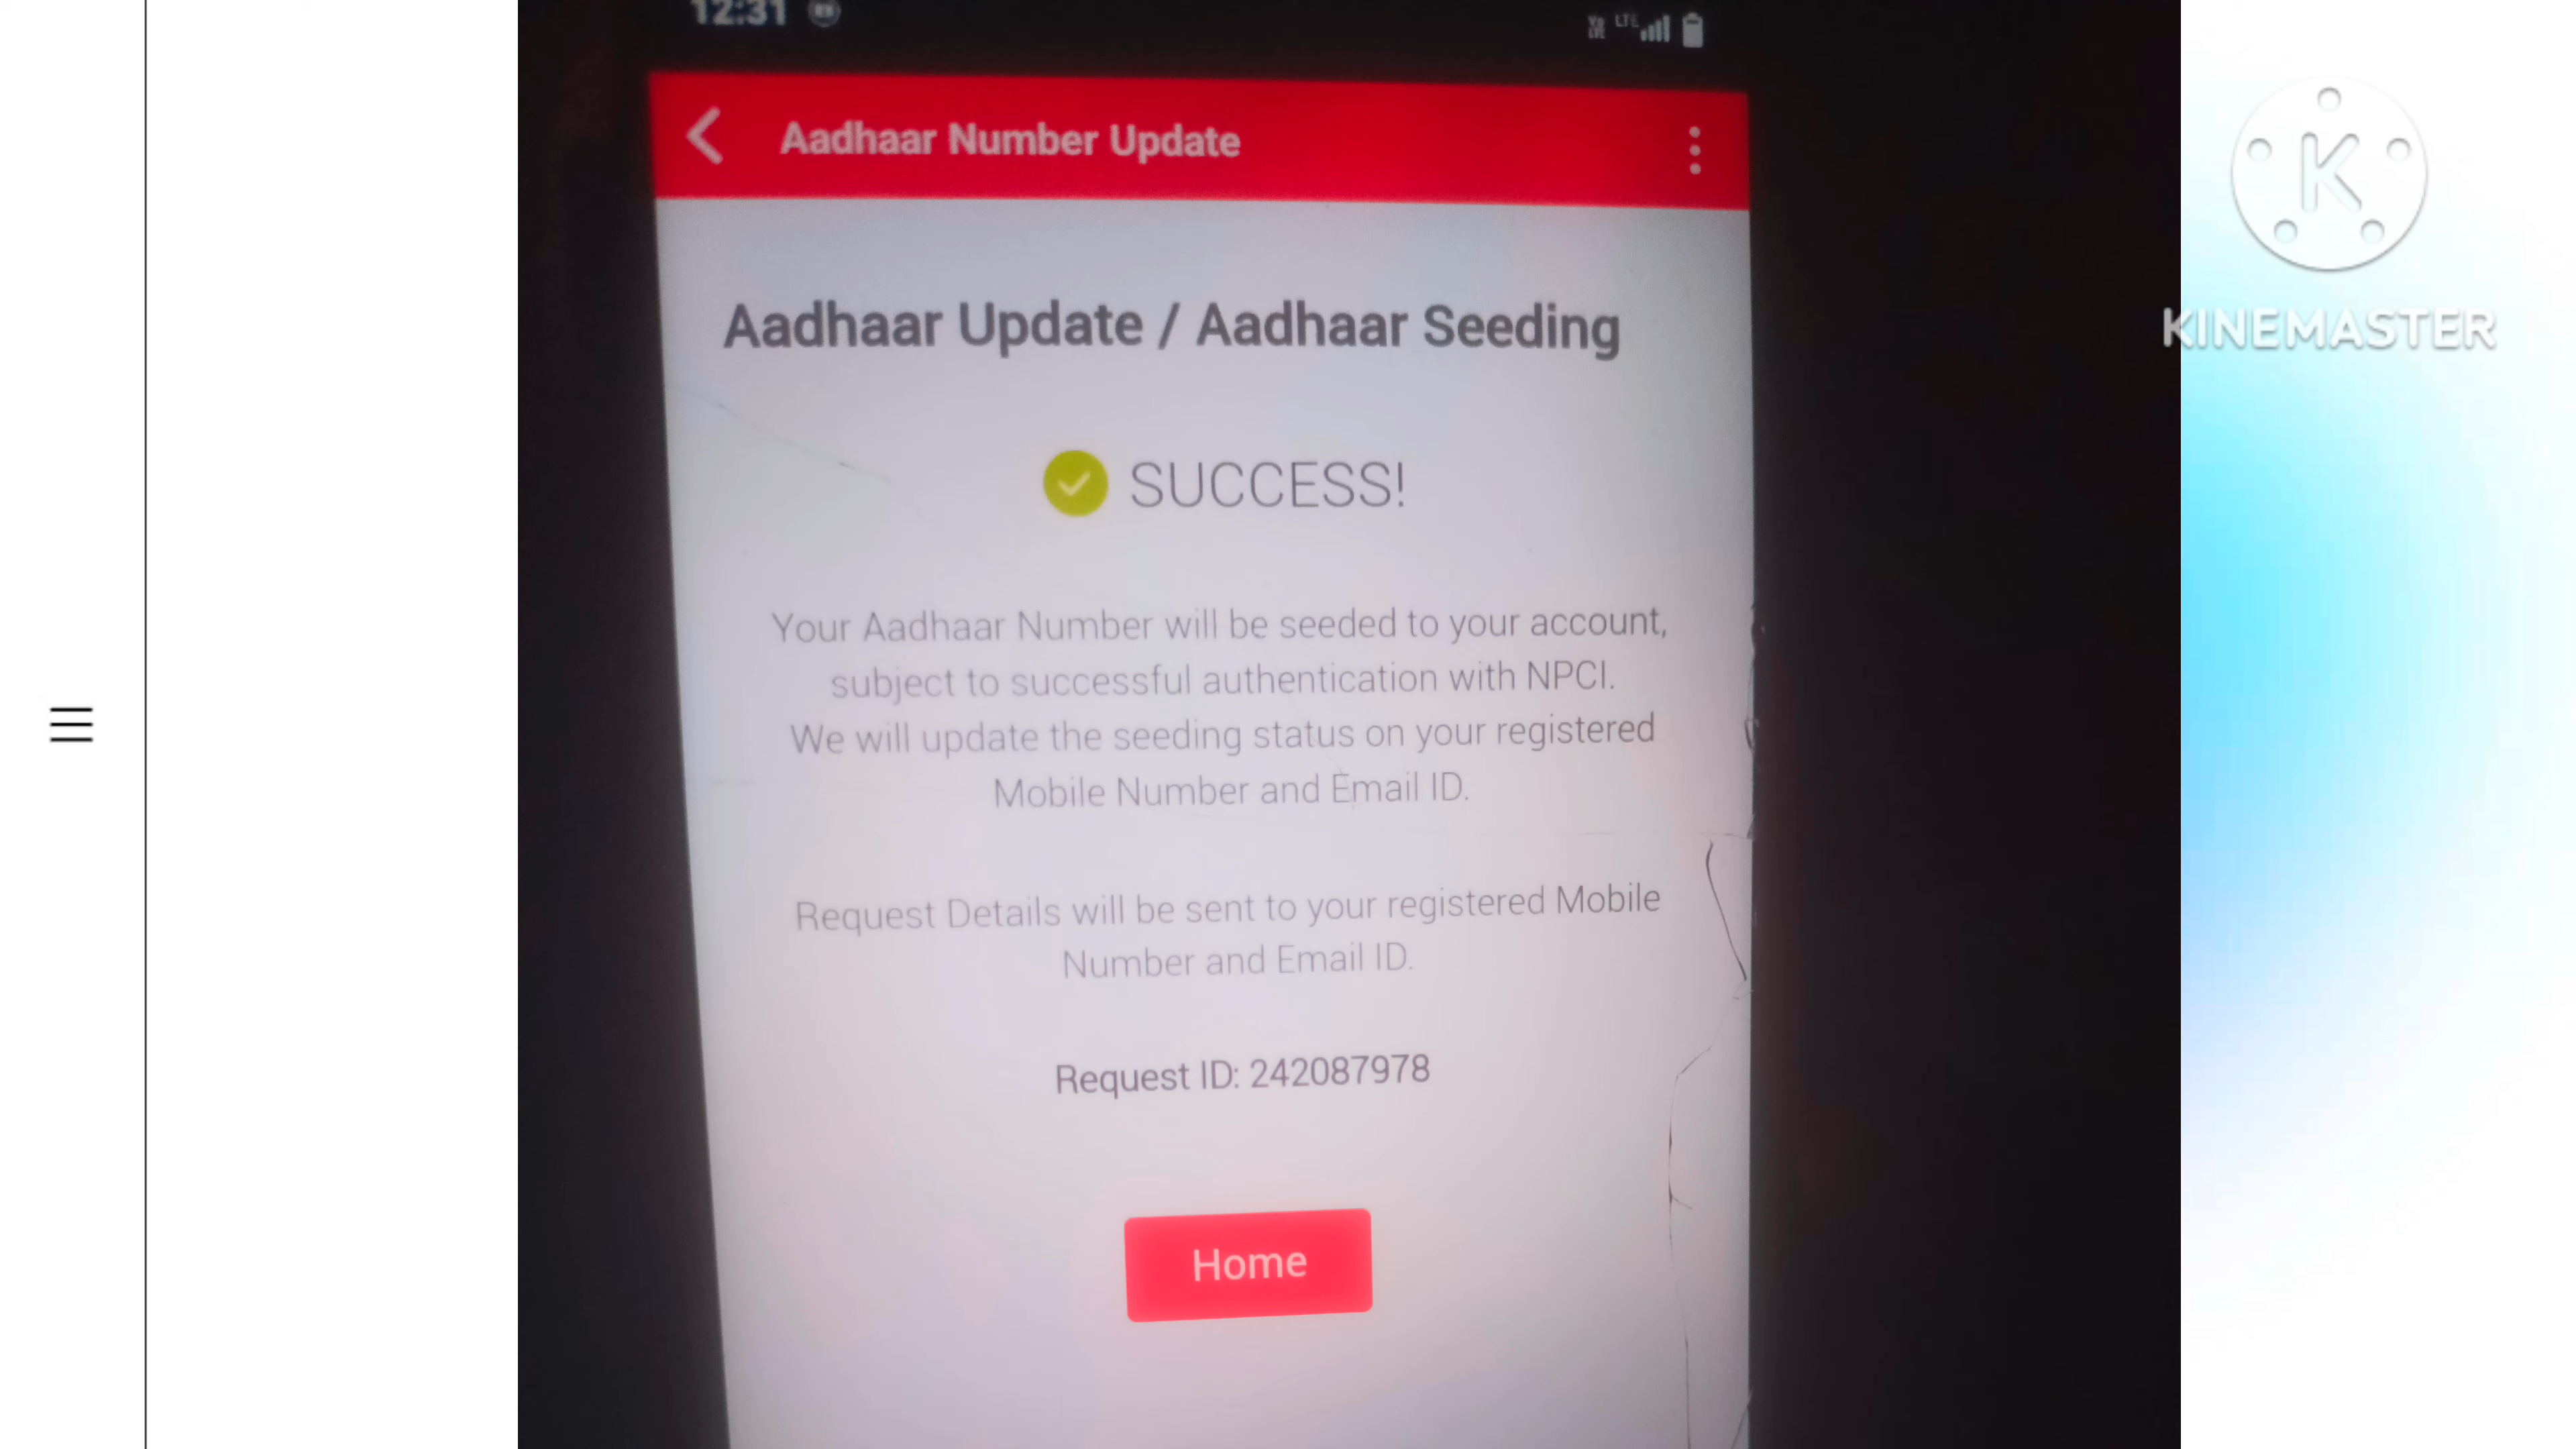 12:31
LTE
Aadhaar Number Update
Aadhaar Update / Aadhaar Seeding
SUCCESS!
Your Aadhaar Number will be seeded to your account,
subject to successful authentication with NPCI.
We will update the seeding status on your registered
Mobile Number and Email ID.
Request Details will be sent to your registered Mobile
Number and Email ID.
Request ID: 242087978
Home
K
KINEMASTER